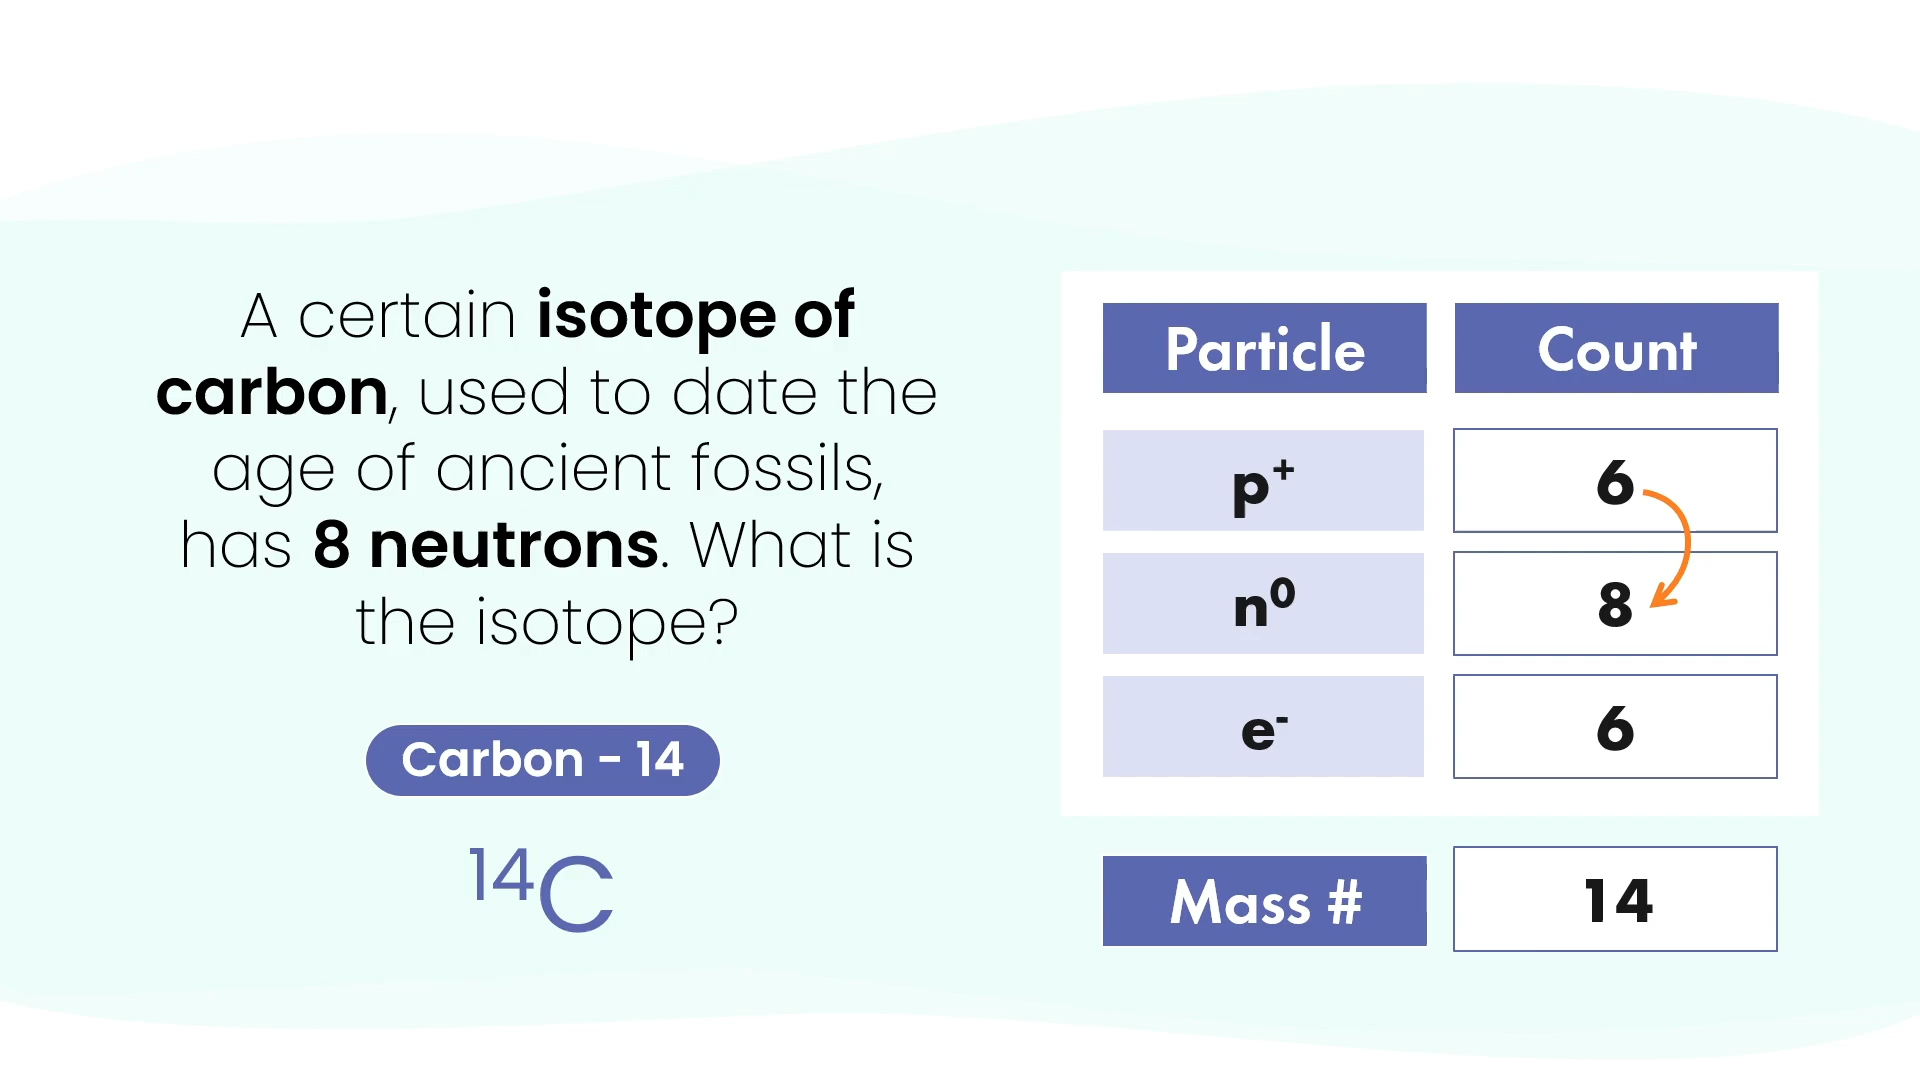 A certain isotope of
carbon, used to date the
age of ancient fossils,
has 8 neutrons. What is
the isotope?
Carbon - 14
¹⁴C
Particle Count
p⁺ 6
n⁰ 8
e⁻ 6
Mass # 14